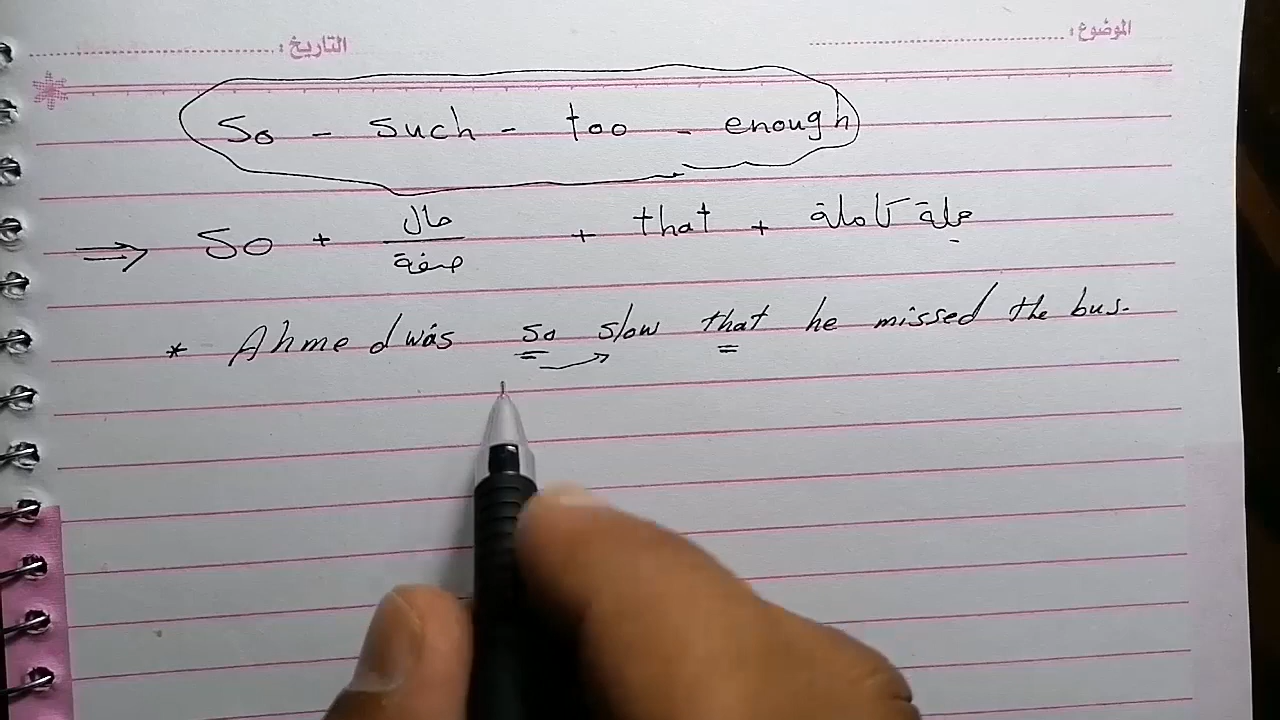 الموضوع: التاريخ:
So - such - too - enough
⇒ So + حال / صفة + that + جملة كاملة
* Ahmed was so slow that he missed the bus.